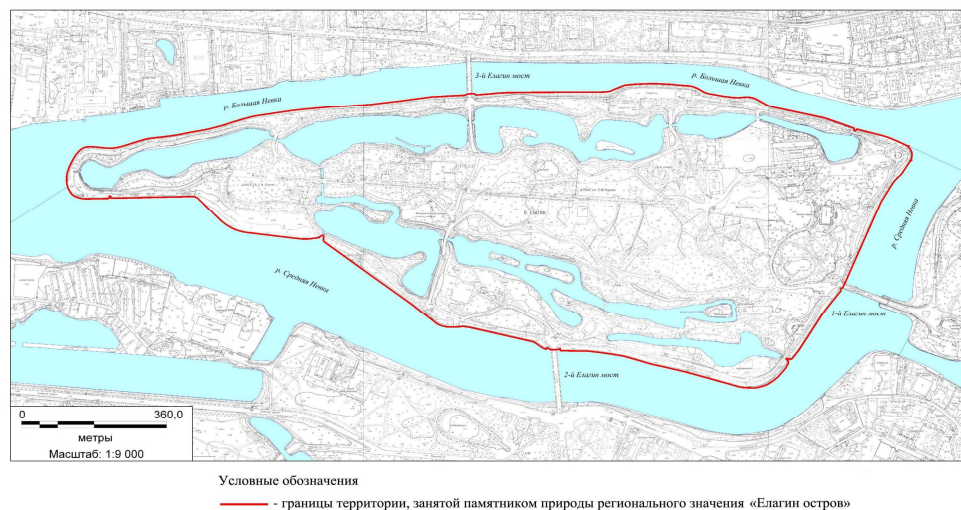 3-й Елагин мост
р. Большая Невка
р. Большая Невка
р. Средняя Невка
о. ЕЛАГИН
р. Средняя Невка
1-й Елагин мост
2-й Елагин мост
0 360,0
метры
Масштаб: 1:9 000
Условные обозначения
- границы территории, занятой памятником природы регионального значения «Елагин остров»